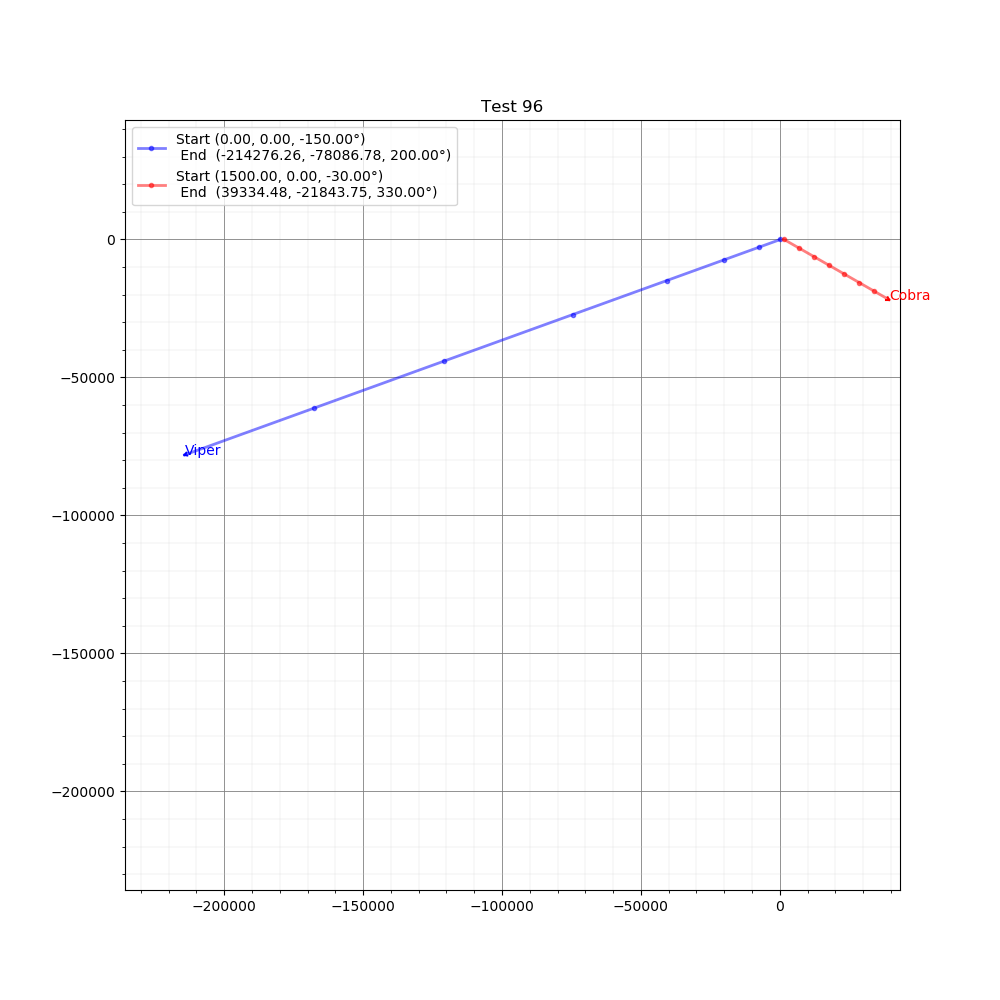 Test 96
Start (0.00, 0.00, -150.00°)
End (-214276.26, -78086.78, 200.00°)
Start (1500.00, 0.00, -30.00°)
End (39334.48, -21843.75, 330.00°)
0
Cobra
−50000
Viper
−100000
−150000
−200000
−200000 −150000 −100000 −50000 0